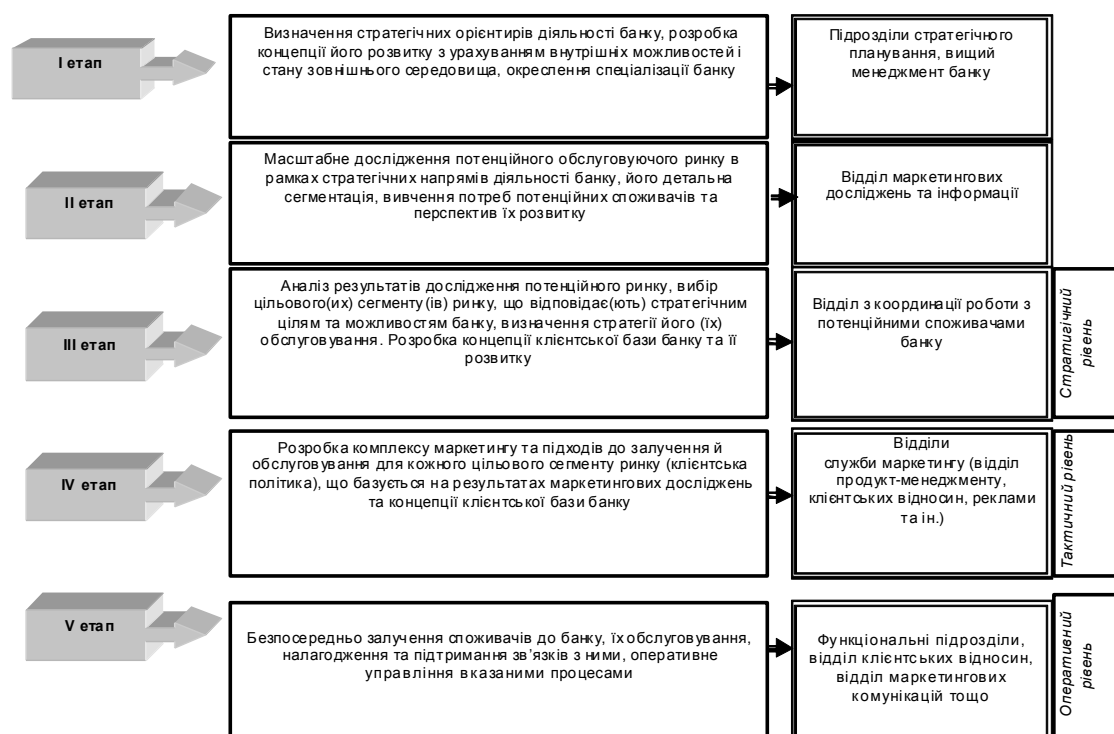 І етап
Визначення стратегічних орієнтирів діяльності банку, розробка
концепції його розвитку з урахуванням внутрішніх можливостей і
стану зовнішнього середовища, окреслення спеціалізації банку
Підрозділи стратегічного
планування, вищий
менеджмент банку
ІІ етап
Масштабне дослідження потенційного обслуговуючого ринку в
рамках стратегічних напрямів діяльності банку, його детальна
сегментація, вивчення потреб потенційних споживачів та
перспектив їх розвитку
Відділ маркетингових
досліджень та інформації
ІІІ етап
Аналіз результатів дослідження потенційного ринку, вибір
цільового(их) сегменту(ів) ринку, що відповідає(ють) стратегічним
цілям та можливостям банку, визначення стратегії його (їх)
обслуговування. Розробка концепції клієнтської бази банку та її
розвитку
Відділ з координації роботи з
потенційними споживачами
банку
Стратигічний
рівень
IV етап
Розробка комплексу маркетингу та підходів до залучення й
обслуговування для кожного цільового сегменту ринку (клієнтська
політика), що базується на результатах маркетингових досліджень
та концепції клієнтської бази банку
Відділи
служби маркетингу (відділ
продукт-менеджменту,
клієнтських відносин, реклами
та ін.)
Тактичний рівень
V етап
Безпосередньо залучення споживачів до банку, їх обслуговування,
налагодження та підтримання зв’язків з ними, оперативне
управління вказаними процесами
Функціональні підрозділи,
відділ клієнтських відносин,
відділ маркетингових
комунікацій тощо
Оперативний
рівень